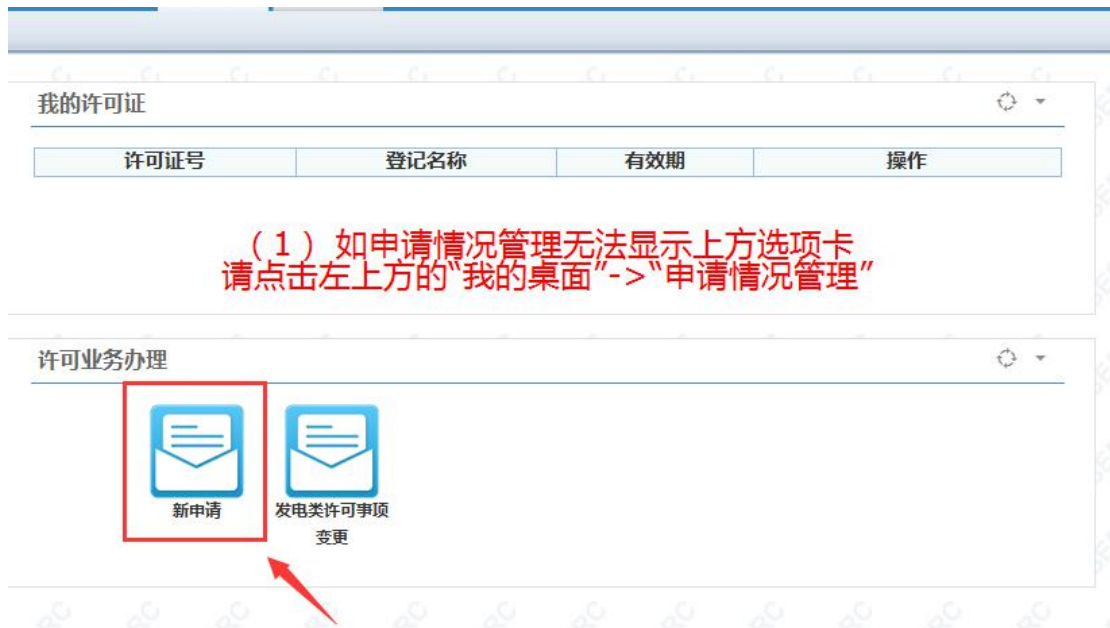 我的许可证
许可证号 登记名称 有效期 操作
（1）如申请情况管理无法显示上方选项卡
请点击左上方的“我的桌面”->“申请情况管理”
许可业务办理
新申请 发电类许可事项
变更